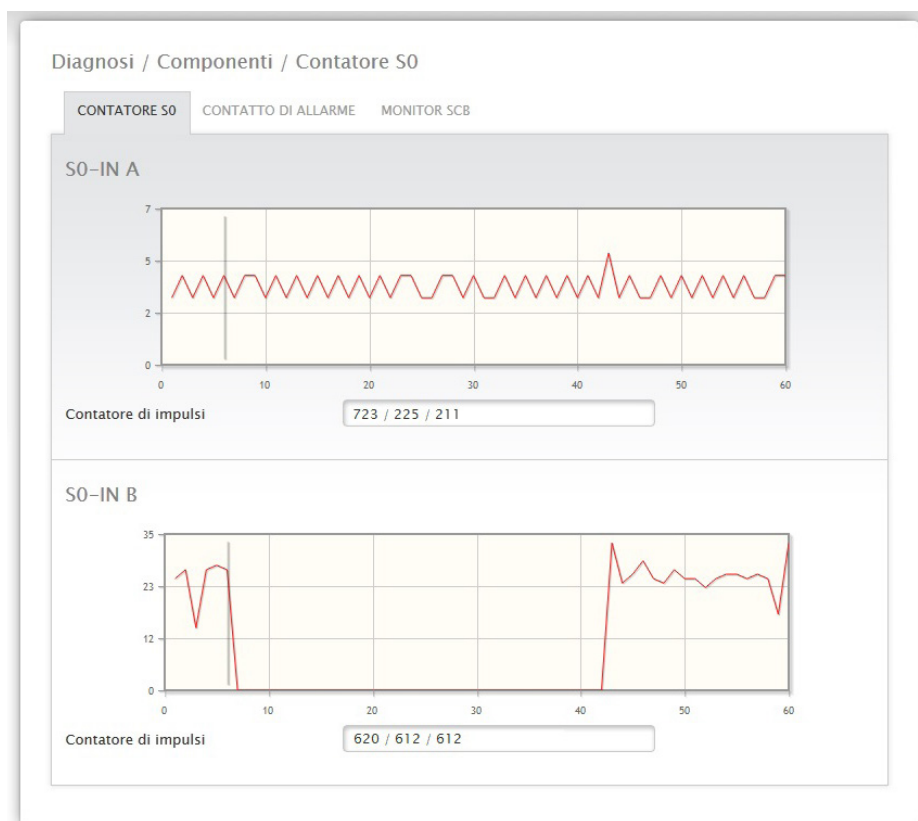 Diagnosi / Componenti / Contatore S0
CONTATORE S0 CONTATTO DI ALLARME MONITOR SCB
S0-IN A
7
5
2
0
0 10 20 30 40 50 60
Contatore di impulsi 723 / 225 / 211
S0-IN B
35
23
12
0
0 10 20 30 40 50 60
Contatore di impulsi 620 / 612 / 612